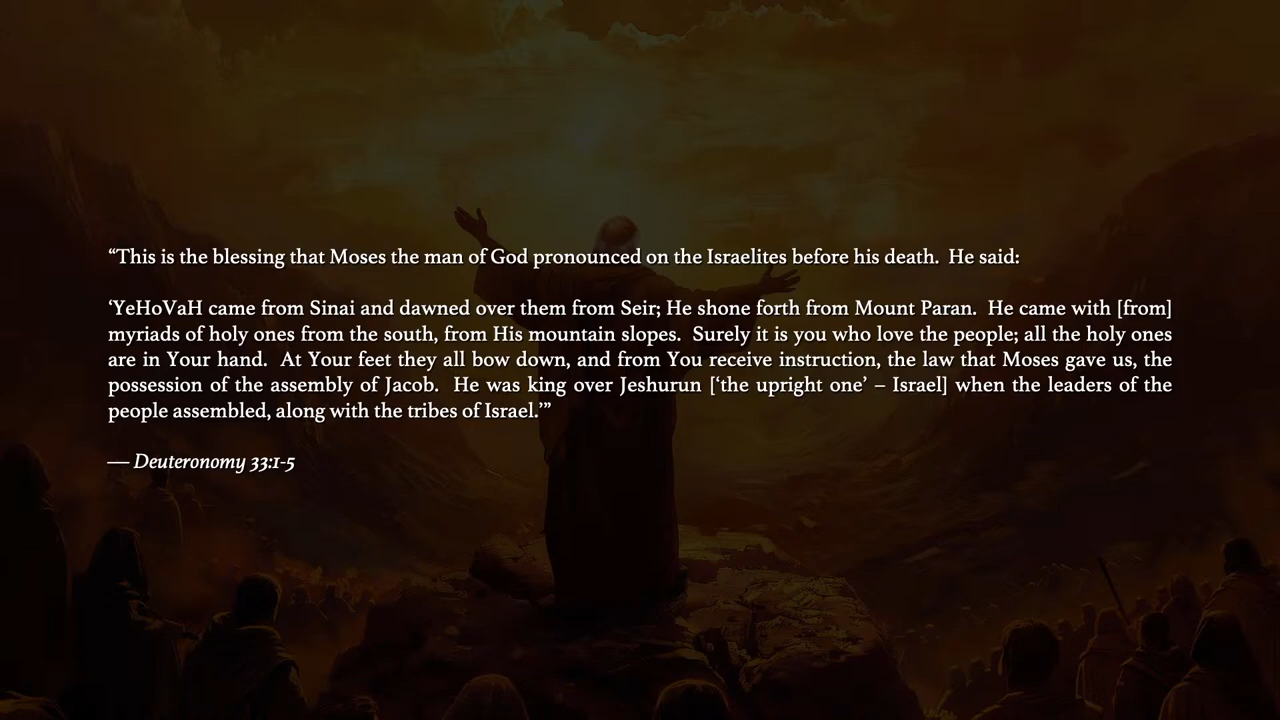 “This is the blessing that Moses the man of God pronounced on the Israelites before his death.  He said:
‘YeHoVaH came from Sinai and dawned over them from Seir; He shone forth from Mount Paran.  He came with [from]
myriads of holy ones from the south, from His mountain slopes.  Surely it is you who love the people; all the holy ones
are in Your hand.  At Your feet they all bow down, and from You receive instruction, the law that Moses gave us, the
possession of the assembly of Jacob.  He was king over Jeshurun [‘the upright one’ – Israel] when the leaders of the
people assembled, along with the tribes of Israel.’”
— Deuteronomy 33:1-5